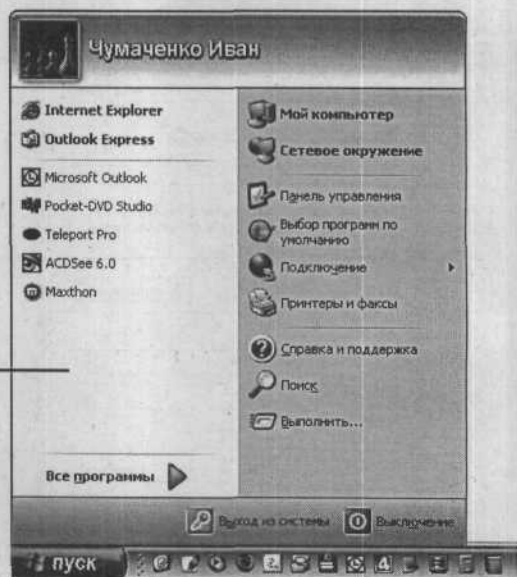 Чумаченко Иван
Internet Explorer
Outlook Express
Microsoft Outlook
Pocket-DVD Studio
Teleport Pro
ACDSee 6.0
Maxthon
Все программы
Мой компьютер
Сетевое окружение
Панель управления
Выбор программ по
умолчанию
Подключение
Принтеры и факсы
Справка и поддержка
Поиск
Выполнить...
Выход из системы
Выключение
пуск